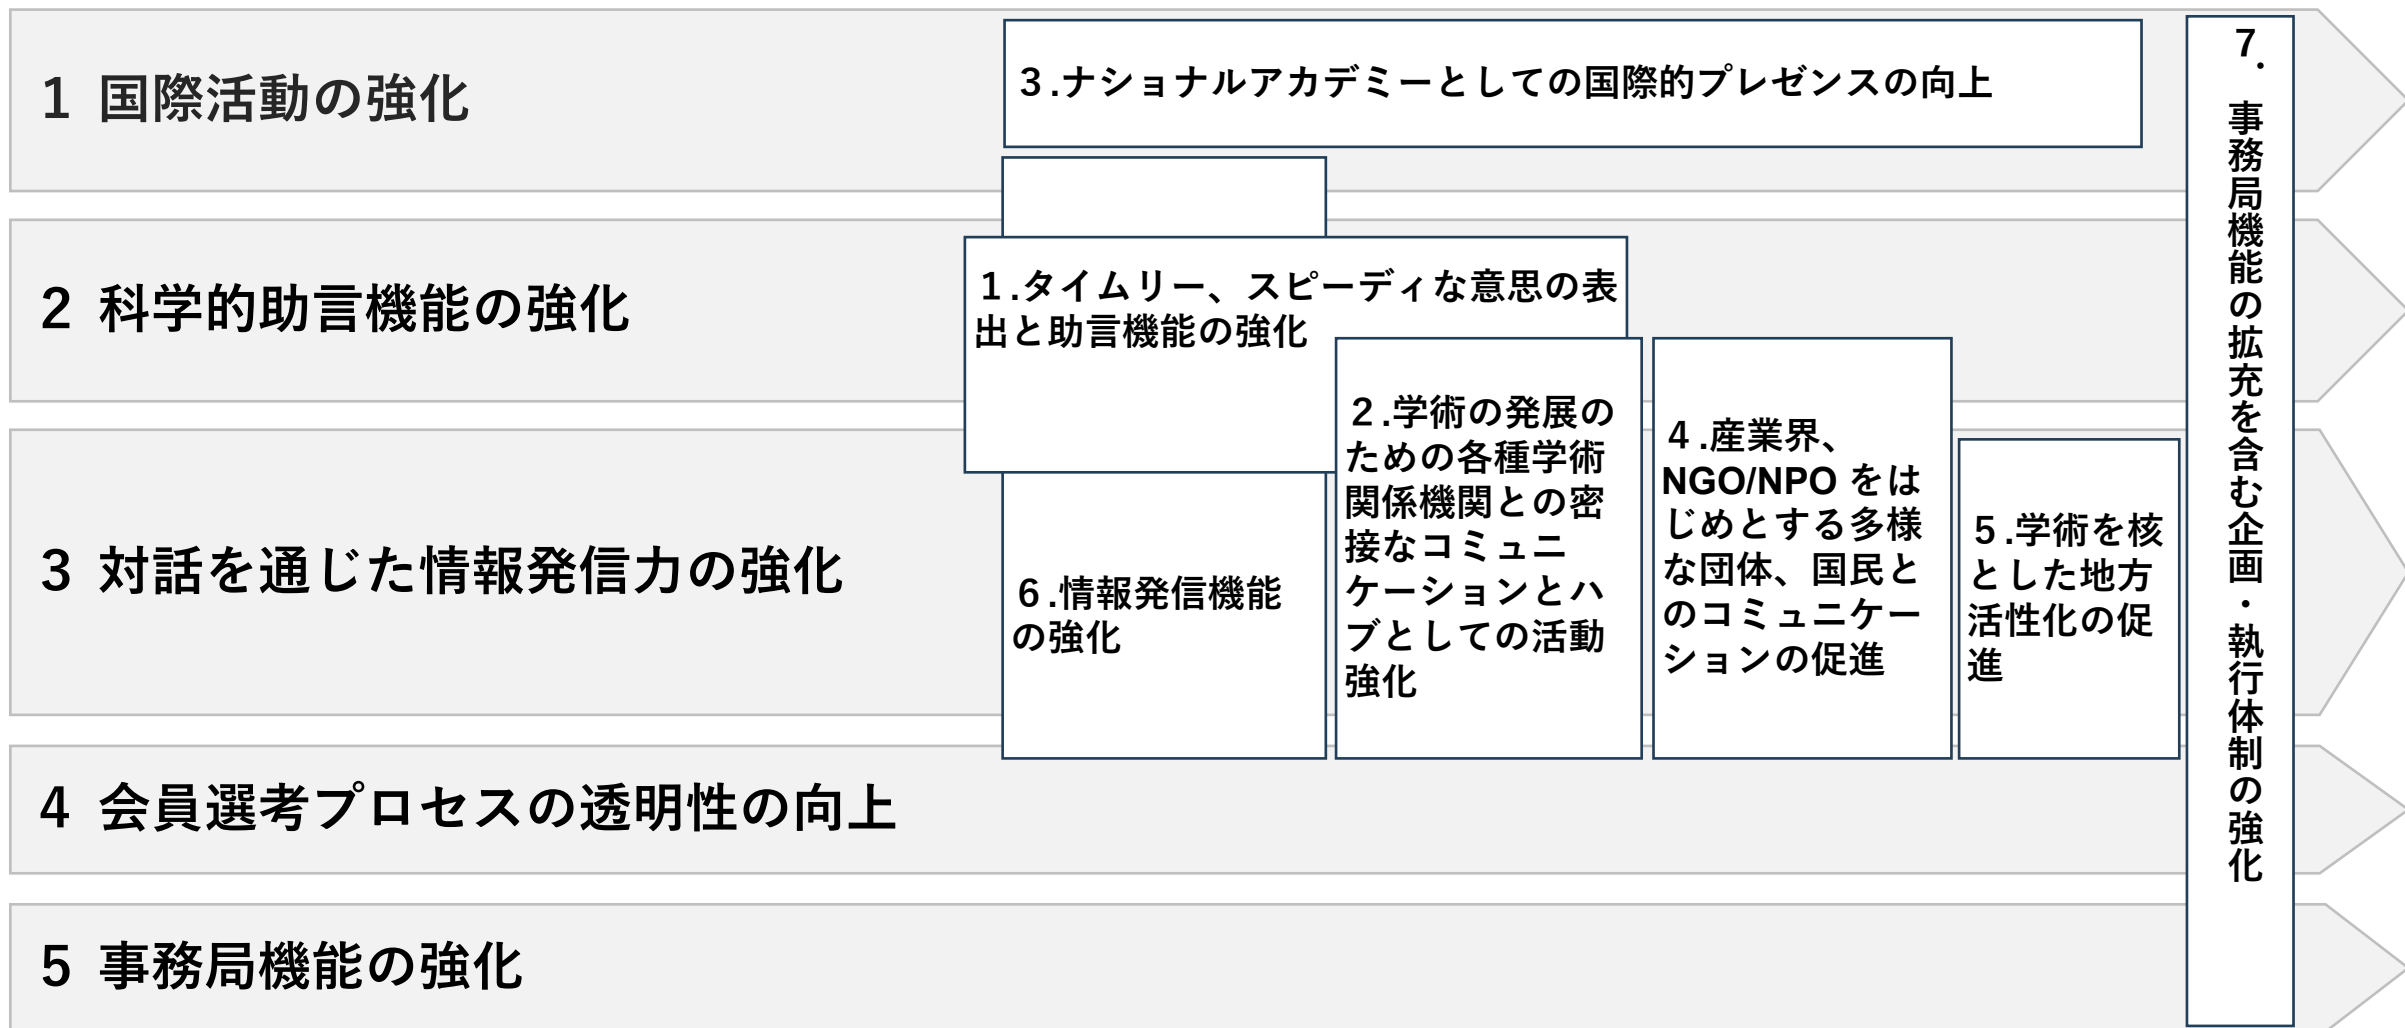 1 国際活動の強化
３.ナショナルアカデミーとしての国際的プレゼンスの向上
2 科学的助言機能の強化
１.タイムリー、スピーディな意思の表
出と助言機能の強化
3 対話を通じた情報発信力の強化
６.情報発信機能
の強化
２.学術の発展の
ための各種学術
関係機関との密
接なコミュニ
ケーションとハ
ブとしての活動
強化
４.産業界、
NGO/NPO をは
じめとする多様
な団体、国民と
のコミュニケー
ションの促進
５.学術を核
とした地方
活性化の促
進
4 会員選考プロセスの透明性の向上
5 事務局機能の強化
7. 事務局機能の拡充を含む企画・執行体制の強化